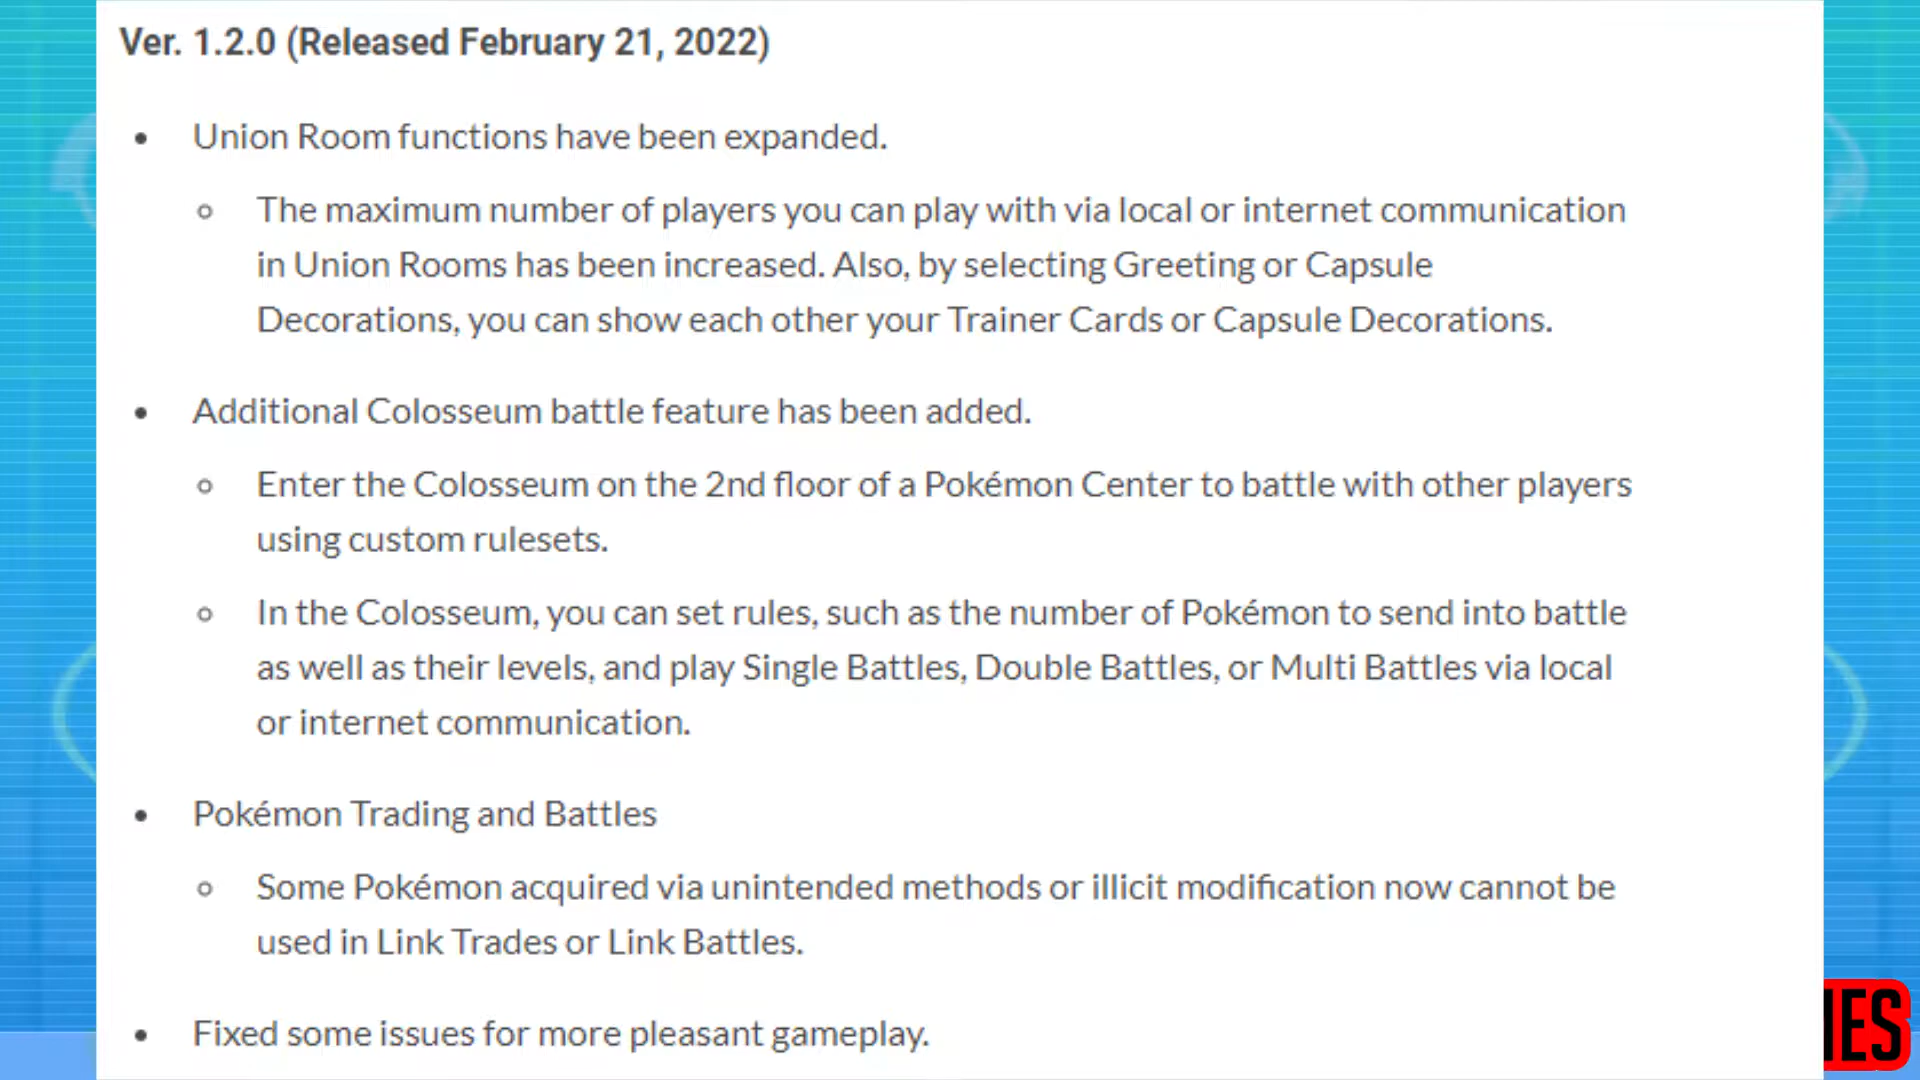 Ver. 1.2.0 (Released February 21, 2022)
• Union Room functions have been expanded.
○ The maximum number of players you can play with via local or internet communication
in Union Rooms has been increased. Also, by selecting Greeting or Capsule
Decorations, you can show each other your Trainer Cards or Capsule Decorations.
• Additional Colosseum battle feature has been added.
○ Enter the Colosseum on the 2nd floor of a Pokémon Center to battle with other players
using custom rulesets.
○ In the Colosseum, you can set rules, such as the number of Pokémon to send into battle
as well as their levels, and play Single Battles, Double Battles, or Multi Battles via local
or internet communication.
• Pokémon Trading and Battles
○ Some Pokémon acquired via unintended methods or illicit modification now cannot be
used in Link Trades or Link Battles.
• Fixed some issues for more pleasant gameplay.